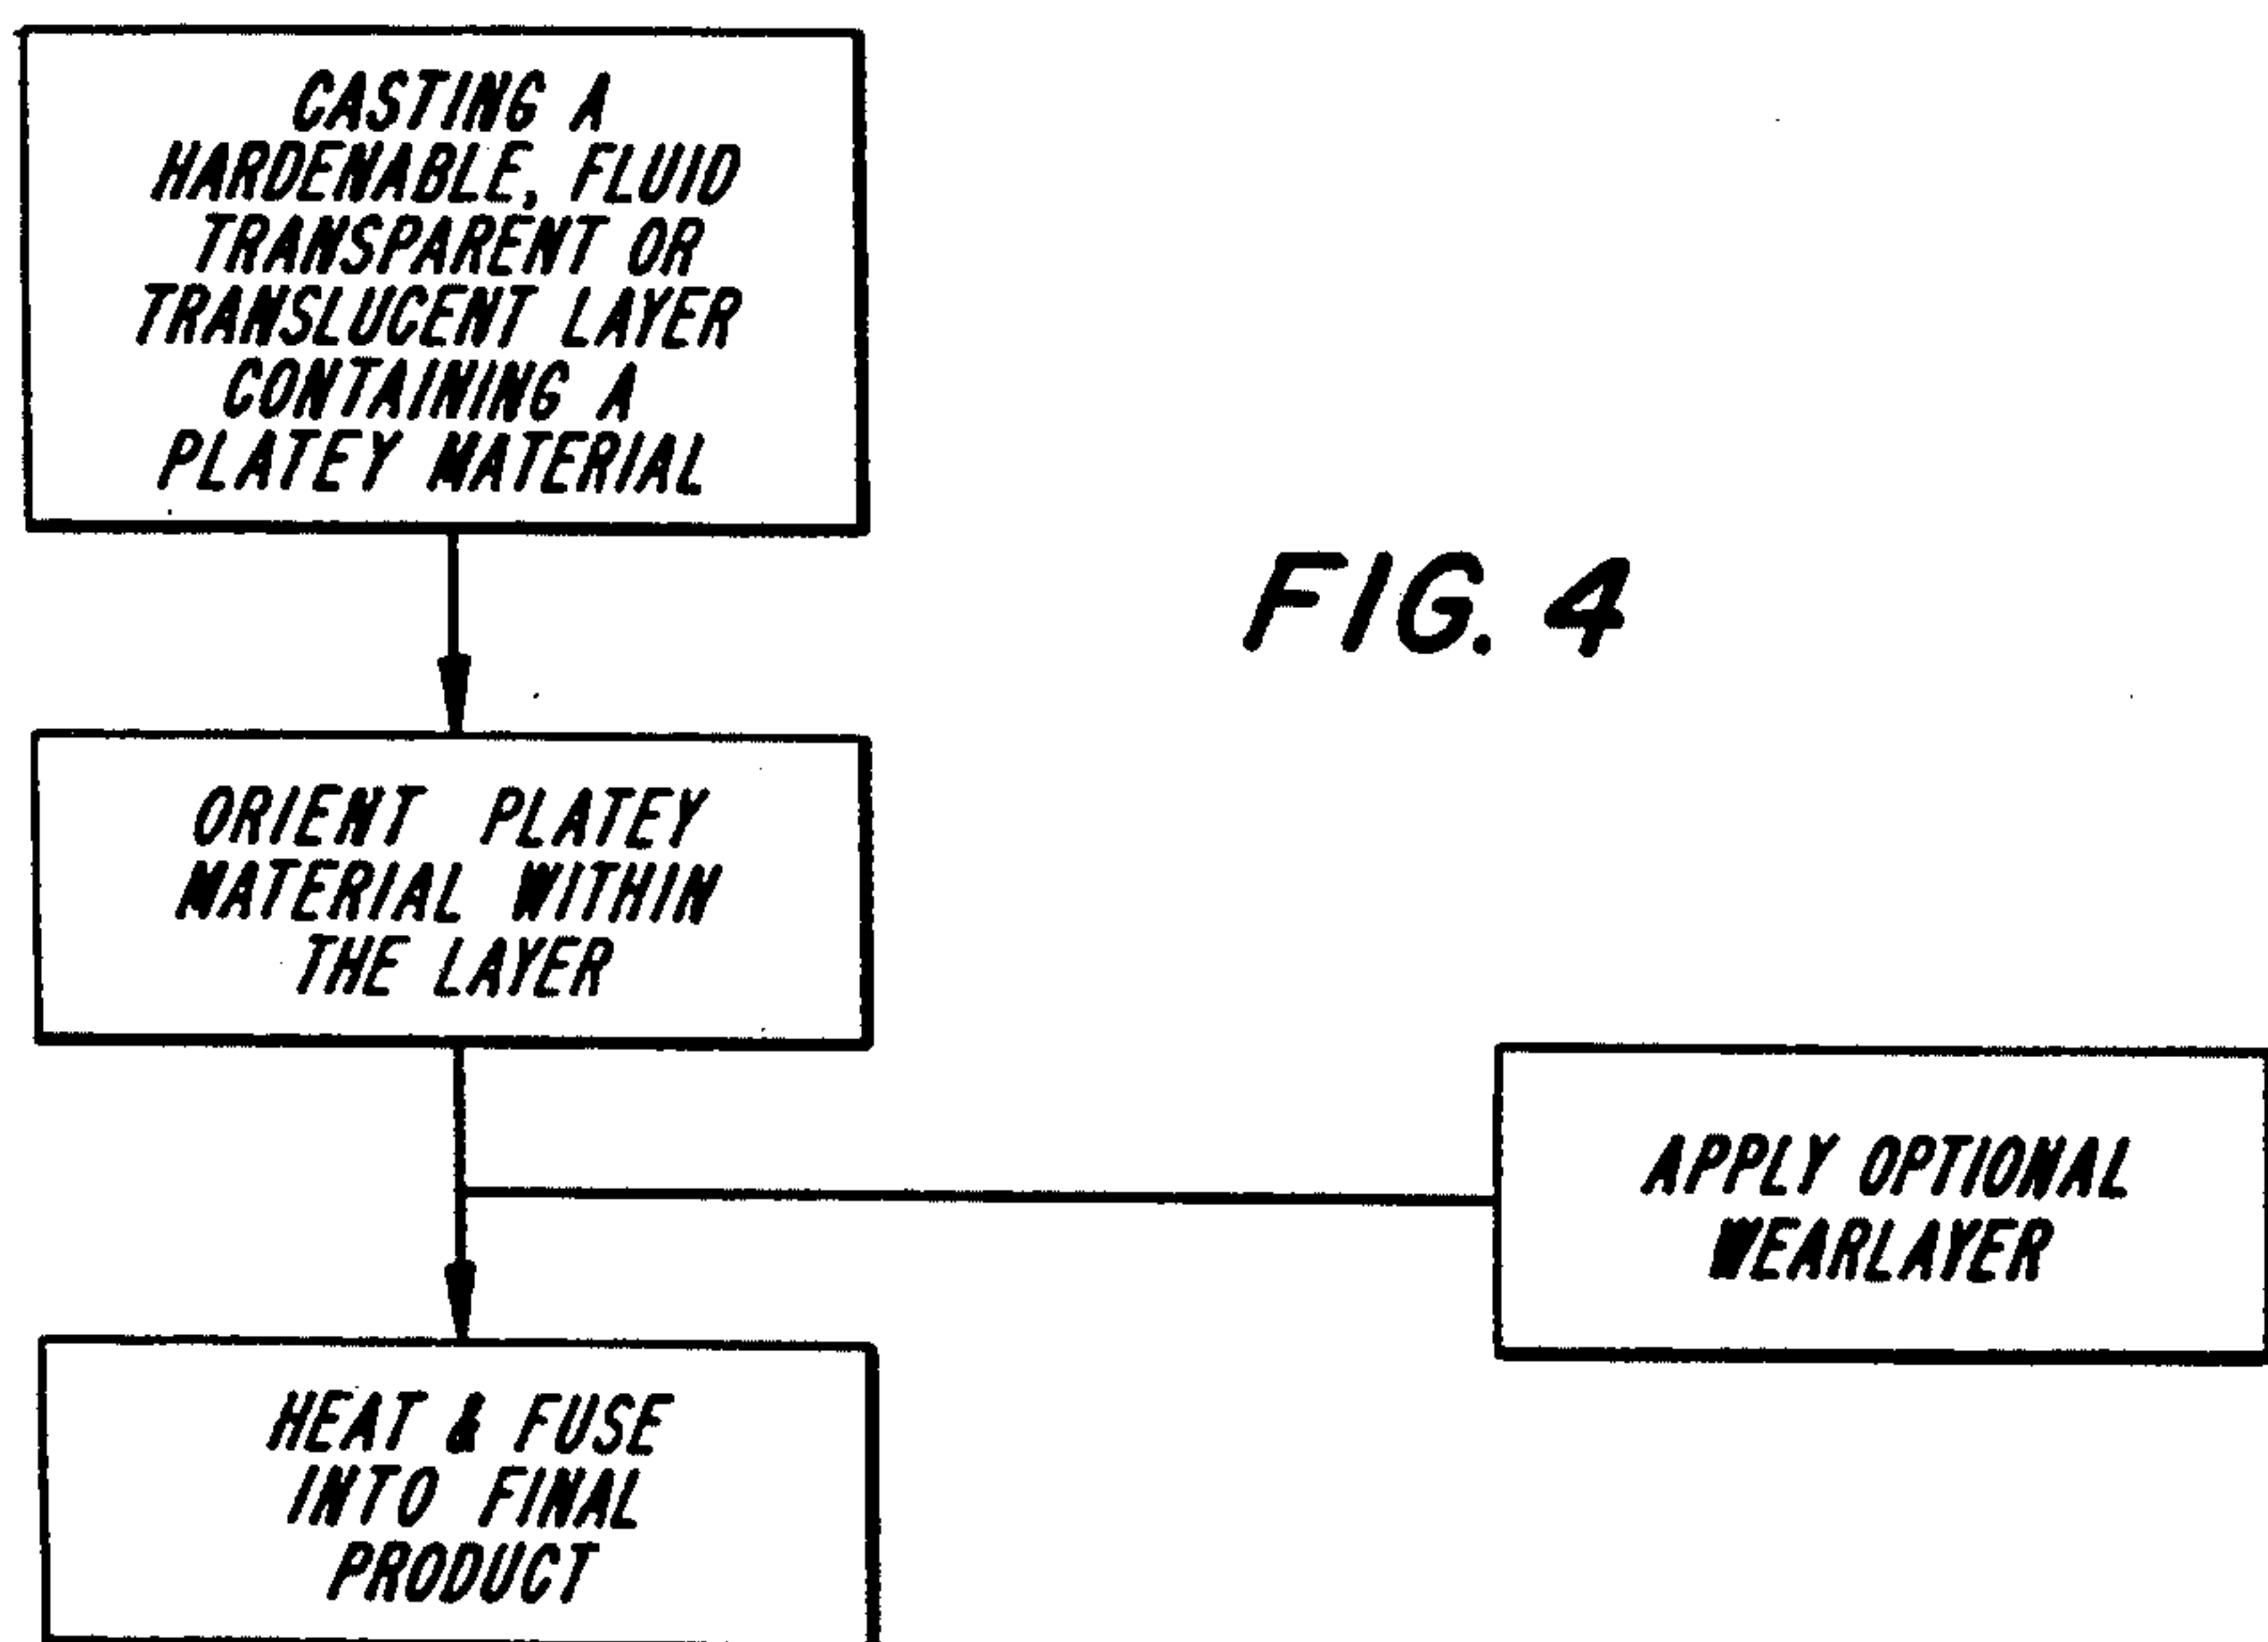 CASTING A
HARDENABLE, FLUID
TRANSPARENT OR
TRANSLUCENT LAYER
CONTAINING A
PLATEY MATERIAL
FIG. 4
ORIENT PLATEY
MATERIAL WITHIN
THE LAYER
APPLY OPTIONAL
WEARLAYER
HEAT & FUSE
INTO FINAL
PRODUCT